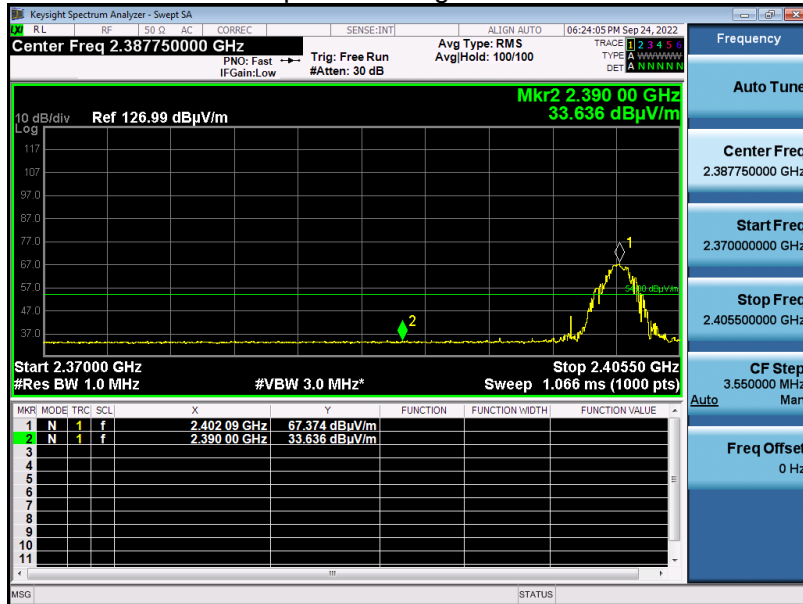 Keysight Spectrum Analyzer - Swept SA
RL RF 50 Ω AC CORREC SENSE:INT ALIGN AUTO 06:24:05 PM Sep 24, 2022
Center Freq 2.387750000 GHz
PNO: Fast
IFGain:Low
Trig: Free Run
#Atten: 30 dB
Avg Type: RMS
Avg|Hold: 100/100
TRACE 1 2 3 4 5 6
TYPE A WWWWW
DET A N N N N N
Mkr2 2.390 00 GHz
33.636 dBµV/m
10 dB/div Ref 126.99 dBµV/m
Log
117
107
97.0
87.0
77.0
67.0
57.0
47.0
37.0
1
2
Start 2.37000 GHz Stop 2.40550 GHz
#Res BW 1.0 MHz #VBW 3.0 MHz* Sweep 1.066 ms (1000 pts)
MKR MODE TRC SCL X Y FUNCTION FUNCTION WIDTH FUNCTION VALUE
1 N 1 f 2.402 09 GHz 67.374 dBµV/m
2 N 1 f 2.390 00 GHz 33.636 dBµV/m
3
4
5
6
7
8
9
10
11
MSG STATUS
Frequency
Auto Tune
Center Freq
2.387750000 GHz
Start Freq
2.370000000 GHz
Stop Freq
2.405500000 GHz
CF Step
3.550000 MHz
Auto Man
Freq Offset
0 Hz